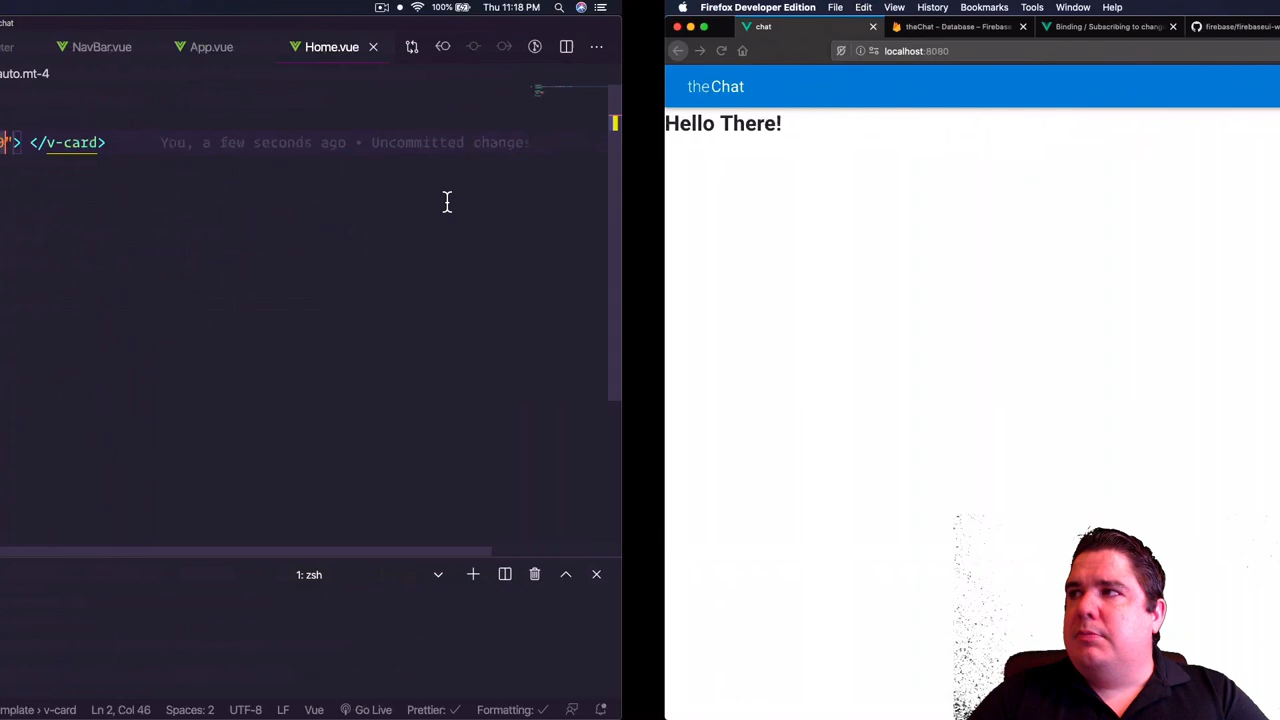 100% Thu 11:18 PM
chat
NavBar.vue App.vue Home.vue
auto.mt-4
"> </v-card> You, a few seconds ago • Uncommitted changes
1: zsh
v-card Ln 2, Col 46 Spaces: 2 UTF-8 LF Vue Go Live Prettier: Formatting:
Firefox Developer Edition File Edit View History Bookmarks Tools Window Help
chat theChat – Database – Firebase Binding / Subscribing to chang firebase/firebaseui-w
localhost:8080
theChat
Hello There!